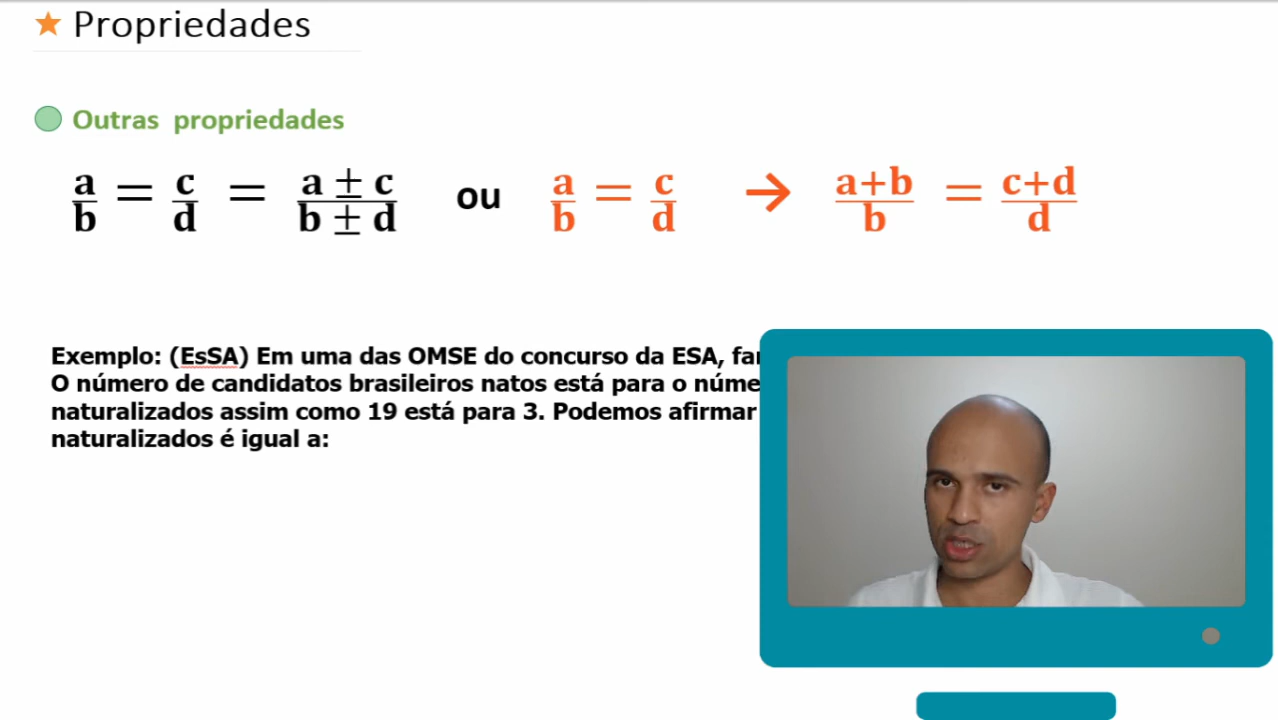 Propriedades
Outras propriedades
a/b = c/d = a ± c / b ± d ou a/b = c/d → a+b/b = c+d/d
Exemplo: (EsSA) Em uma das OMSE do concurso da ESA,
O número de candidatos brasileiros natos está para o
naturalizados assim como 19 está para 3. Podemos afirmar
naturalizados é igual a: